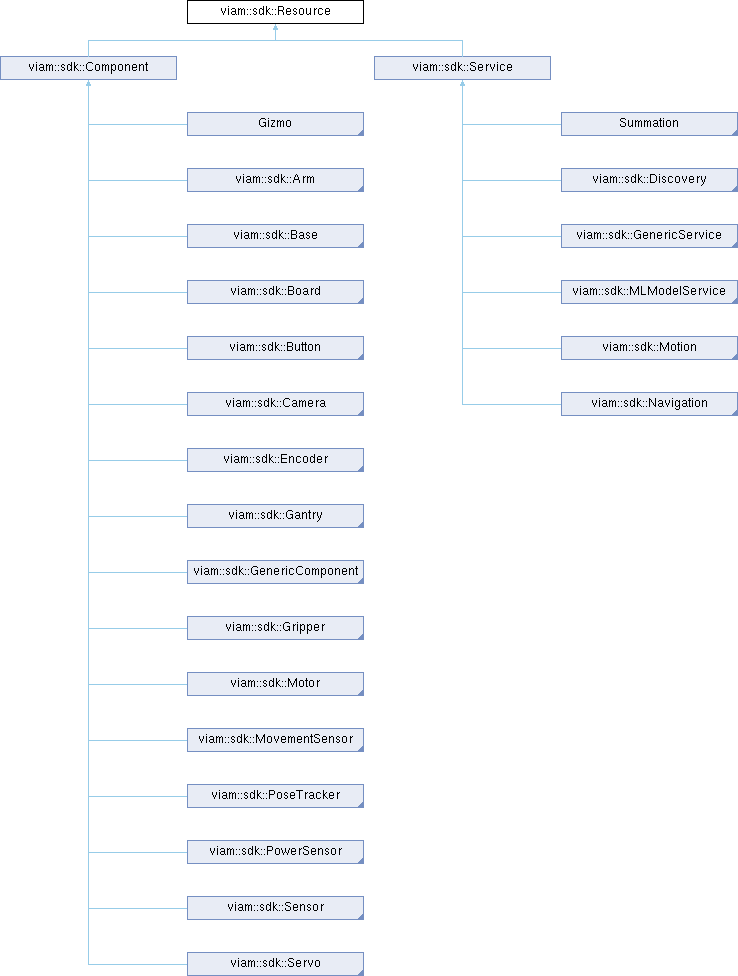 viam::sdk::Resource
viam::sdk::Component
viam::sdk::Service
Gizmo
Summation
viam::sdk::Arm
viam::sdk::Discovery
viam::sdk::Base
viam::sdk::GenericService
viam::sdk::Board
viam::sdk::MLModelService
viam::sdk::Button
viam::sdk::Motion
viam::sdk::Camera
viam::sdk::Navigation
viam::sdk::Encoder
viam::sdk::Gantry
viam::sdk::GenericComponent
viam::sdk::Gripper
viam::sdk::Motor
viam::sdk::MovementSensor
viam::sdk::PoseTracker
viam::sdk::PowerSensor
viam::sdk::Sensor
viam::sdk::Servo